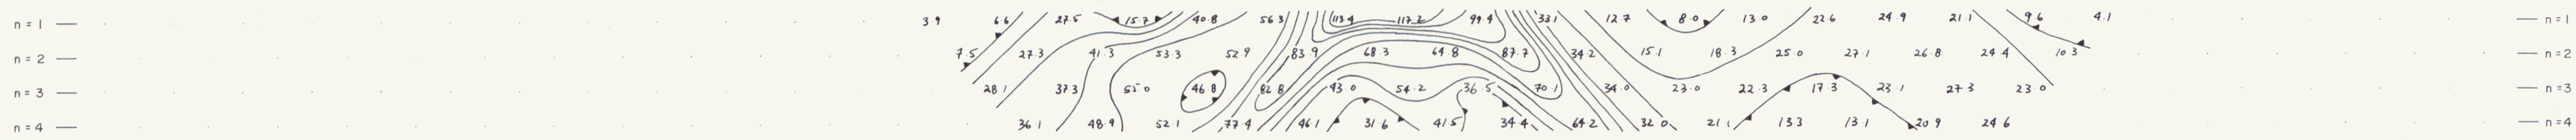 n = 1 3.9 6.6 27.5 15.7 40.8 56.3 113.4 117.2 99.4 33.1 12.7 8.0 13.0 22.6 24.9 21.1 9.6 4.1 n = 1
n = 2 7.5 27.3 41.3 53.3 52.9 83.9 68.3 64.8 87.7 34.2 15.1 18.3 25.0 27.1 26.8 24.4 10.3 n = 2
n = 3 28.1 37.3 55.0 46.8 82.8 43.0 54.2 36.5 70.1 34.0 23.0 22.3 17.3 23.1 27.3 23.0 n = 3
n = 4 36.1 48.9 52.1 77.4 46.1 31.6 41.5 34.4 64.2 32.0 21.1 13.3 13.1 20.9 24.6 n = 4